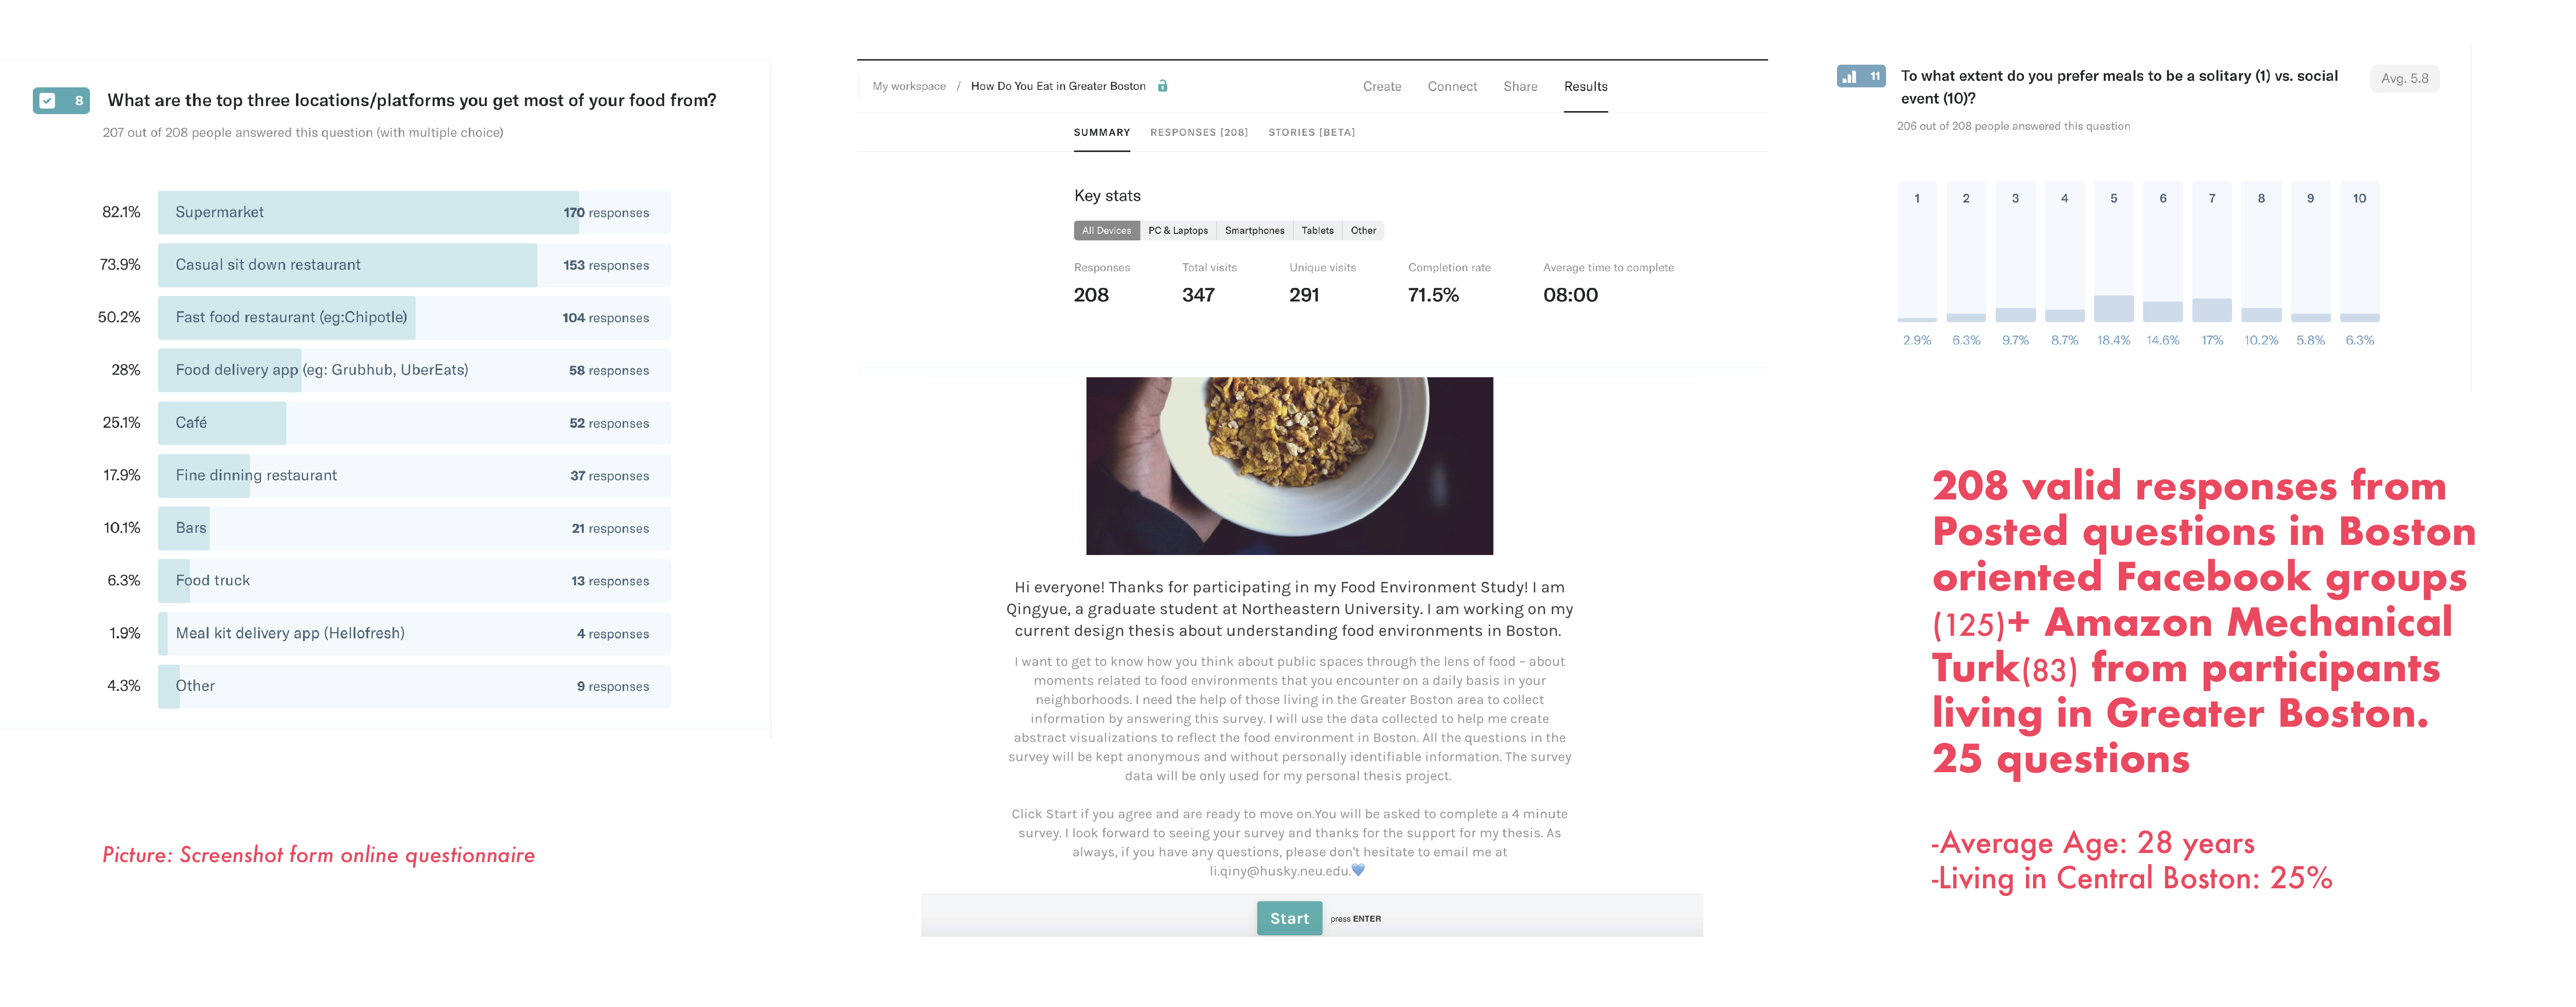 8 What are the top three locations/platforms you get most of your food from?
207 out of 208 people answered this question (with multiple choice)
82.1% Supermarket 170 responses
73.9% Casual sit down restaurant 153 responses
50.2% Fast food restaurant (eg:Chipotle) 104 responses
28% Food delivery app (eg: Grubhub, UberEats) 58 responses
25.1% Café 52 responses
17.9% Fine dinning restaurant 37 responses
10.1% Bars 21 responses
6.3% Food truck 13 responses
1.9% Meal kit delivery app (Hellofresh) 4 responses
4.3% Other 9 responses
Picture: Screenshot form online questionnaire
My workspace / How Do You Eat in Greater Boston Create Connect Share Results
SUMMARY RESPONSES [208] STORIES [BETA]
Key stats
All Devices PC & Laptops Smartphones Tablets Other
Responses Total visits Unique visits Completion rate Average time to complete
208 347 291 71.5% 08:00
Hi everyone! Thanks for participating in my Food Environment Study! I am
Qingyue, a graduate student at Northeastern University. I am working on my
current design thesis about understanding food environments in Boston.
I want to get to know how you think about public spaces through the lens of food – about
moments related to food environments that you encounter on a daily basis in your
neighborhoods. I need the help of those living in the Greater Boston area to collect
information by answering this survey. I will use the data collected to help me create
abstract visualizations to reflect the food environment in Boston. All the questions in the
survey will be kept anonymous and without personally identifiable information. The survey
data will be only used for my personal thesis project.
Click Start if you agree and are ready to move on.You will be asked to complete a 4 minute
survey. I look forward to seeing your survey and thanks for the support for my thesis. As
always, if you have any questions, please don't hesitate to email me at
li.qiny@husky.neu.edu.💙
Start press ENTER
11 To what extent do you prefer meals to be a solitary (1) vs. social Avg. 5.8
event (10)?
206 out of 208 people answered this question
1 2 3 4 5 6 7 8 9 10
2.9% 6.3% 9.7% 8.7% 18.4% 14.6% 17% 10.2% 5.8% 6.3%
208 valid responses from
Posted questions in Boston
oriented Facebook groups
(125)+ Amazon Mechanical
Turk(83) from participants
living in Greater Boston.
25 questions
-Average Age: 28 years
-Living in Central Boston: 25%